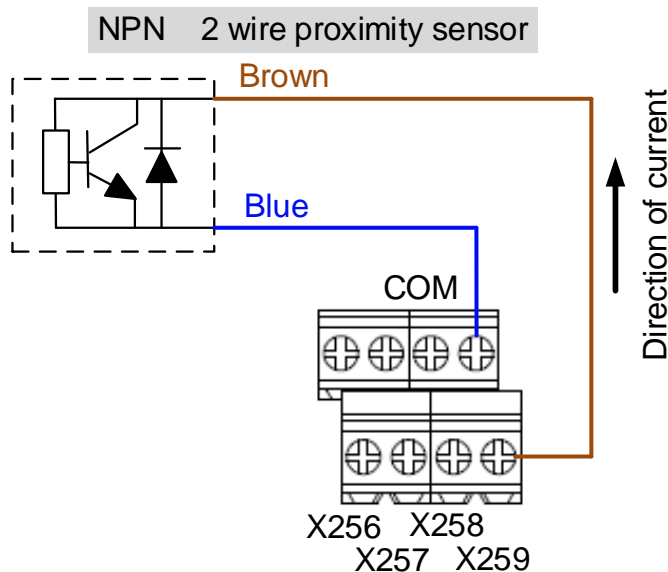 NPN 2 wire proximity sensor
Brown
Blue
Direction of current
COM
X256
X258
X257
X259